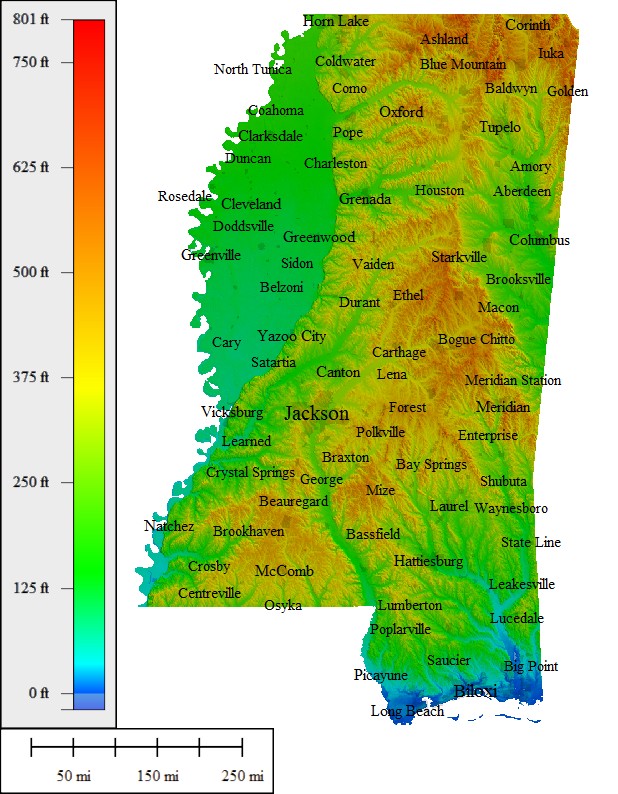 801 ft
750 ft
625 ft
500 ft
375 ft
250 ft
125 ft
0 ft
50 mi 150 mi 250 mi
Horn Lake
Corinth
Ashland
Iuka
Coldwater
Blue Mountain
North Tunica
Como
Baldwyn
Golden
Coahoma
Oxford
Clarksdale
Pope
Tupelo
Duncan
Charleston
Amory
Rosedale
Cleveland
Grenada
Houston
Aberdeen
Doddsville
Greenwood
Columbus
Greenville
Sidon
Vaiden
Starkville
Belzoni
Brooksville
Durant
Ethel
Macon
Cary
Yazoo City
Bogue Chitto
Satartia
Carthage
Canton
Lena
Meridian Station
Vicksburg
Jackson
Forest
Meridian
Learned
Polkville
Enterprise
Crystal Springs
Braxton
Bay Springs
George
Shubuta
Beauregard
Mize
Laurel
Waynesboro
Natchez
Brookhaven
Bassfield
State Line
Crosby
McComb
Hattiesburg
Leakesville
Centreville
Osyka
Lumberton
Lucedale
Poplarville
Saucier
Big Point
Picayune
Biloxi
Long Beach